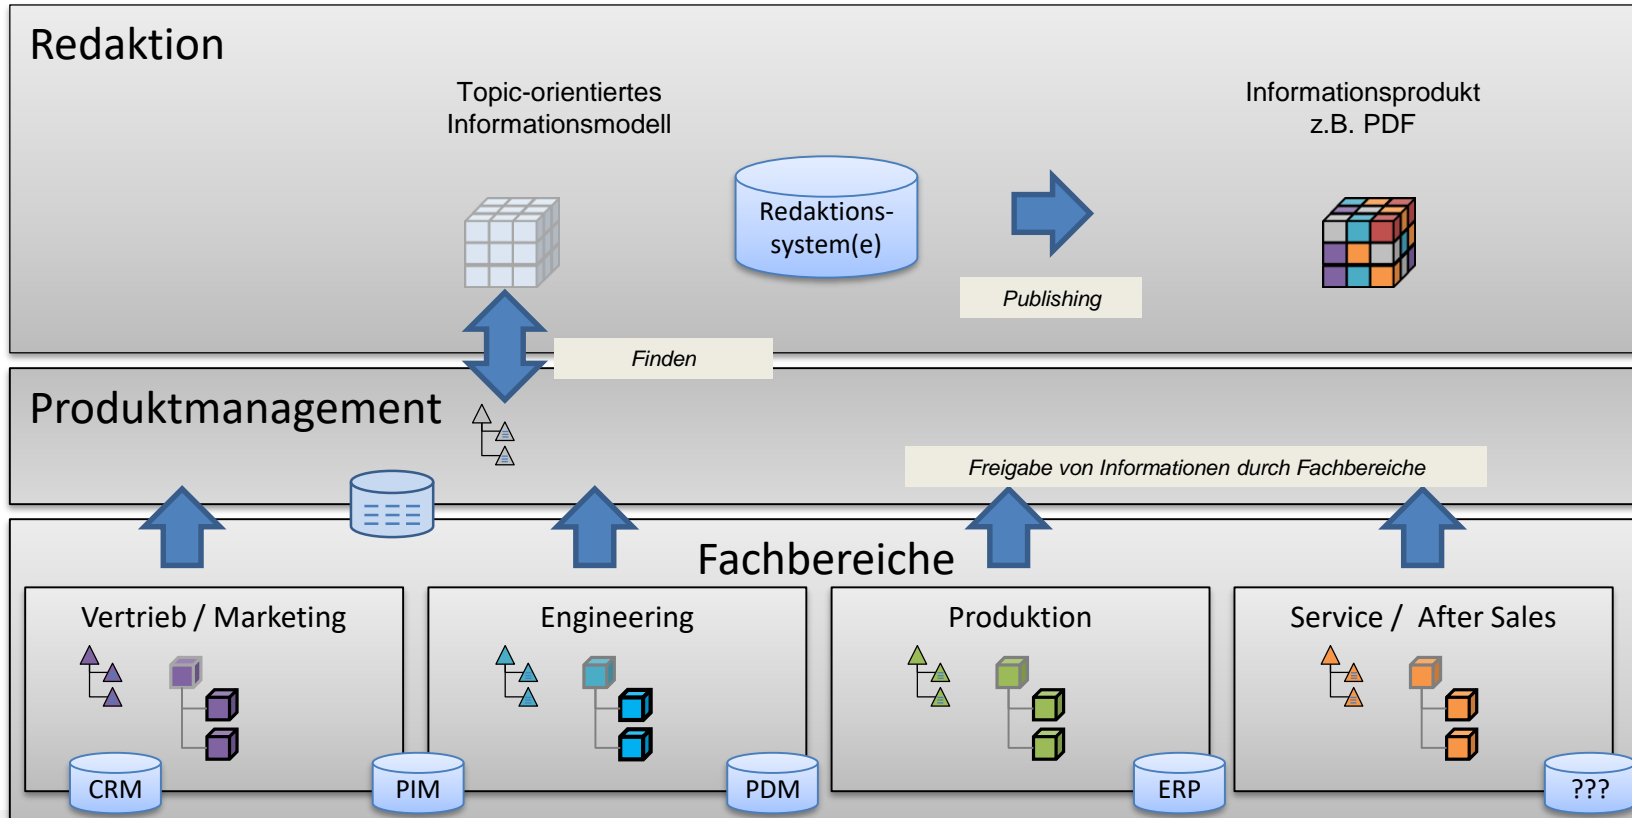 Redaktion
Topic-orientiertes
Informationsmodell
Informationsprodukt
z.B. PDF
Redaktions-
system(e)
Publishing
Finden
Produktmanagement
Freigabe von Informationen durch Fachbereiche
Fachbereiche
Vertrieb / Marketing
Engineering
Produktion
Service /  After Sales
CRM
PIM
PDM
ERP
???